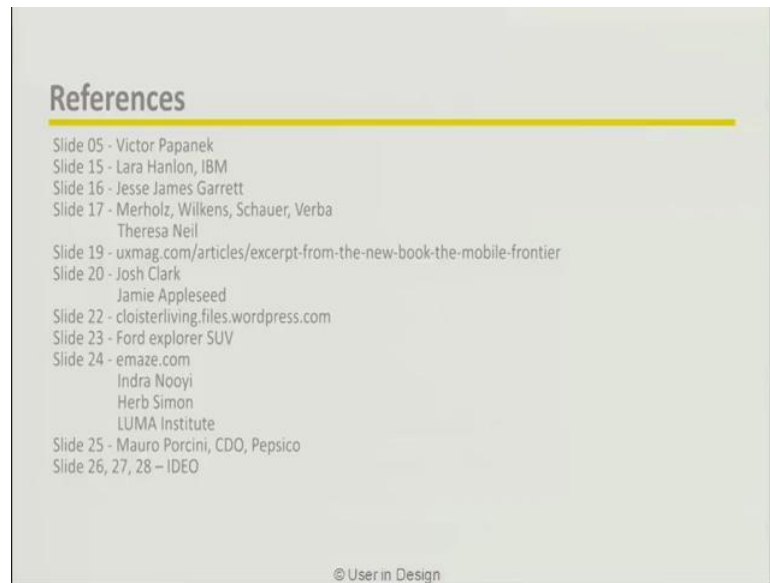 References
Slide 05 - Victor Papanek
Slide 15 - Lara Hanlon, IBM
Slide 16 - Jesse James Garrett
Slide 17 - Merholz, Wilkens, Schauer, Verba
Theresa Neil
Slide 19 - uxmag.com/articles/excerpt-from-the-new-book-the-mobile-frontier
Slide 20 - Josh Clark
Jamie Appleseed
Slide 22 - cloisterliving.files.wordpress.com
Slide 23 - Ford explorer SUV
Slide 24 - emaze.com
Indra Nooyi
Herb Simon
LUMA Institute
Slide 25 - Mauro Porcini, CDO, Pepsico
Slide 26, 27, 28 – IDEO
© User in Design